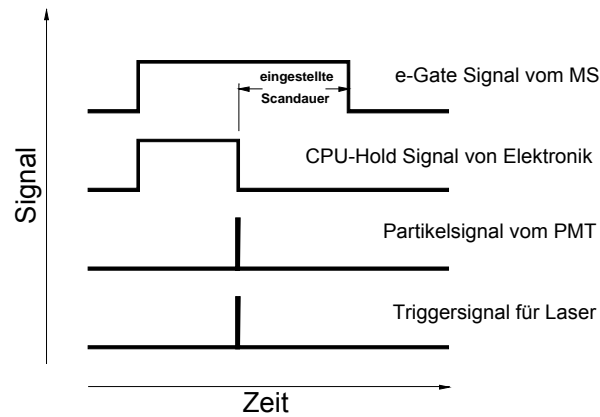 eingestellte
Scandauer
e-Gate Signal vom MS
CPU-Hold Signal von Elektronik
Partikelsignal vom PMT
Triggersignal für Laser
Signal
Zeit